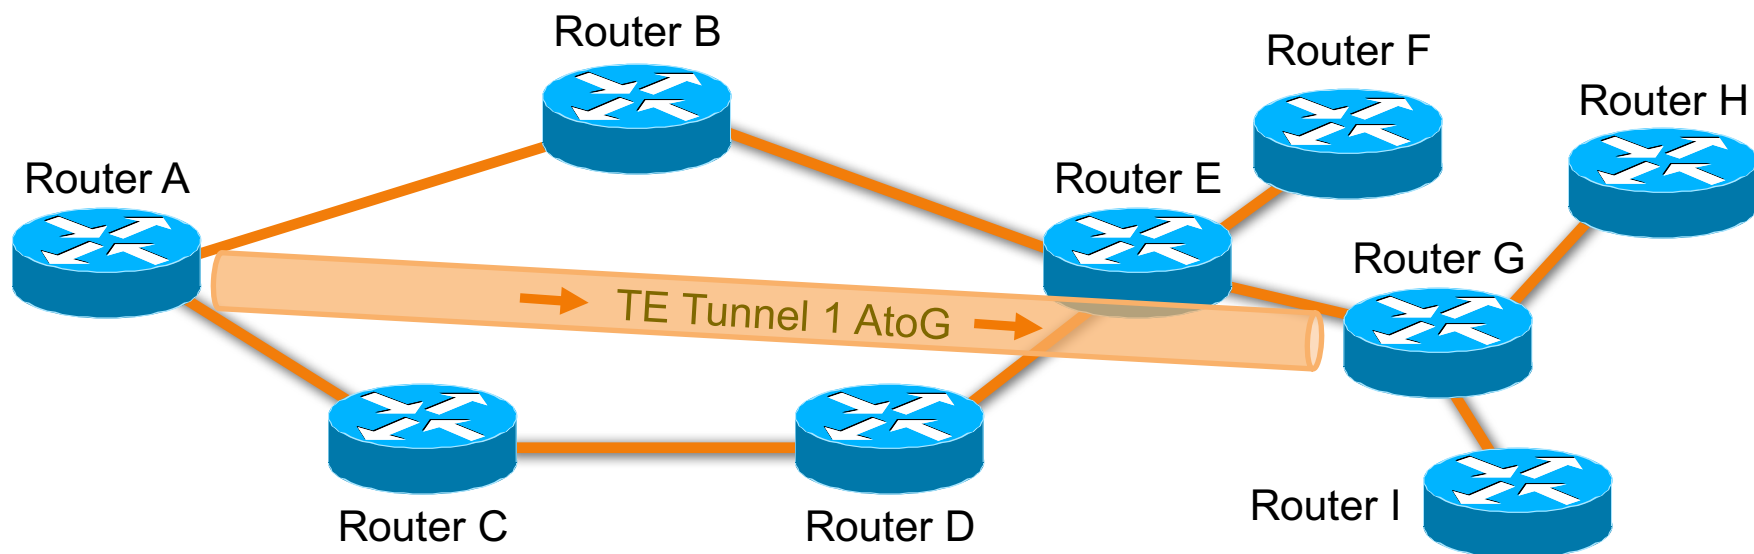 Router B
Router F
Router H
Router A
Router E
Router G
TE Tunnel 1 AtoG
Router C
Router D
Router I